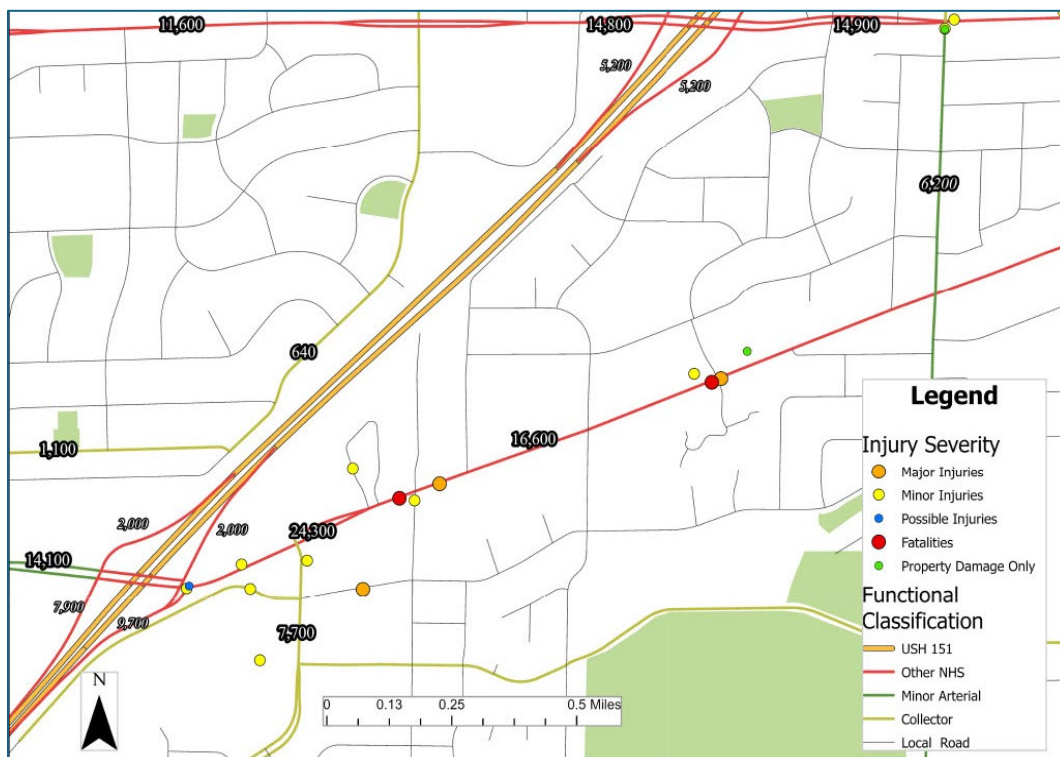 11,600
14,800
14,900
5,200
5,200
6,200
640
1,100
16,600
2,000
2,000
24,300
14,100
7,900
9,700
7,700
N
0 0.13 0.25 0.5 Miles
Legend
Injury Severity
Major Injuries
Minor Injuries
Possible Injuries
Fatalities
Property Damage Only
Functional
Classification
USH 151
Other NHS
Minor Arterial
Collector
Local Road